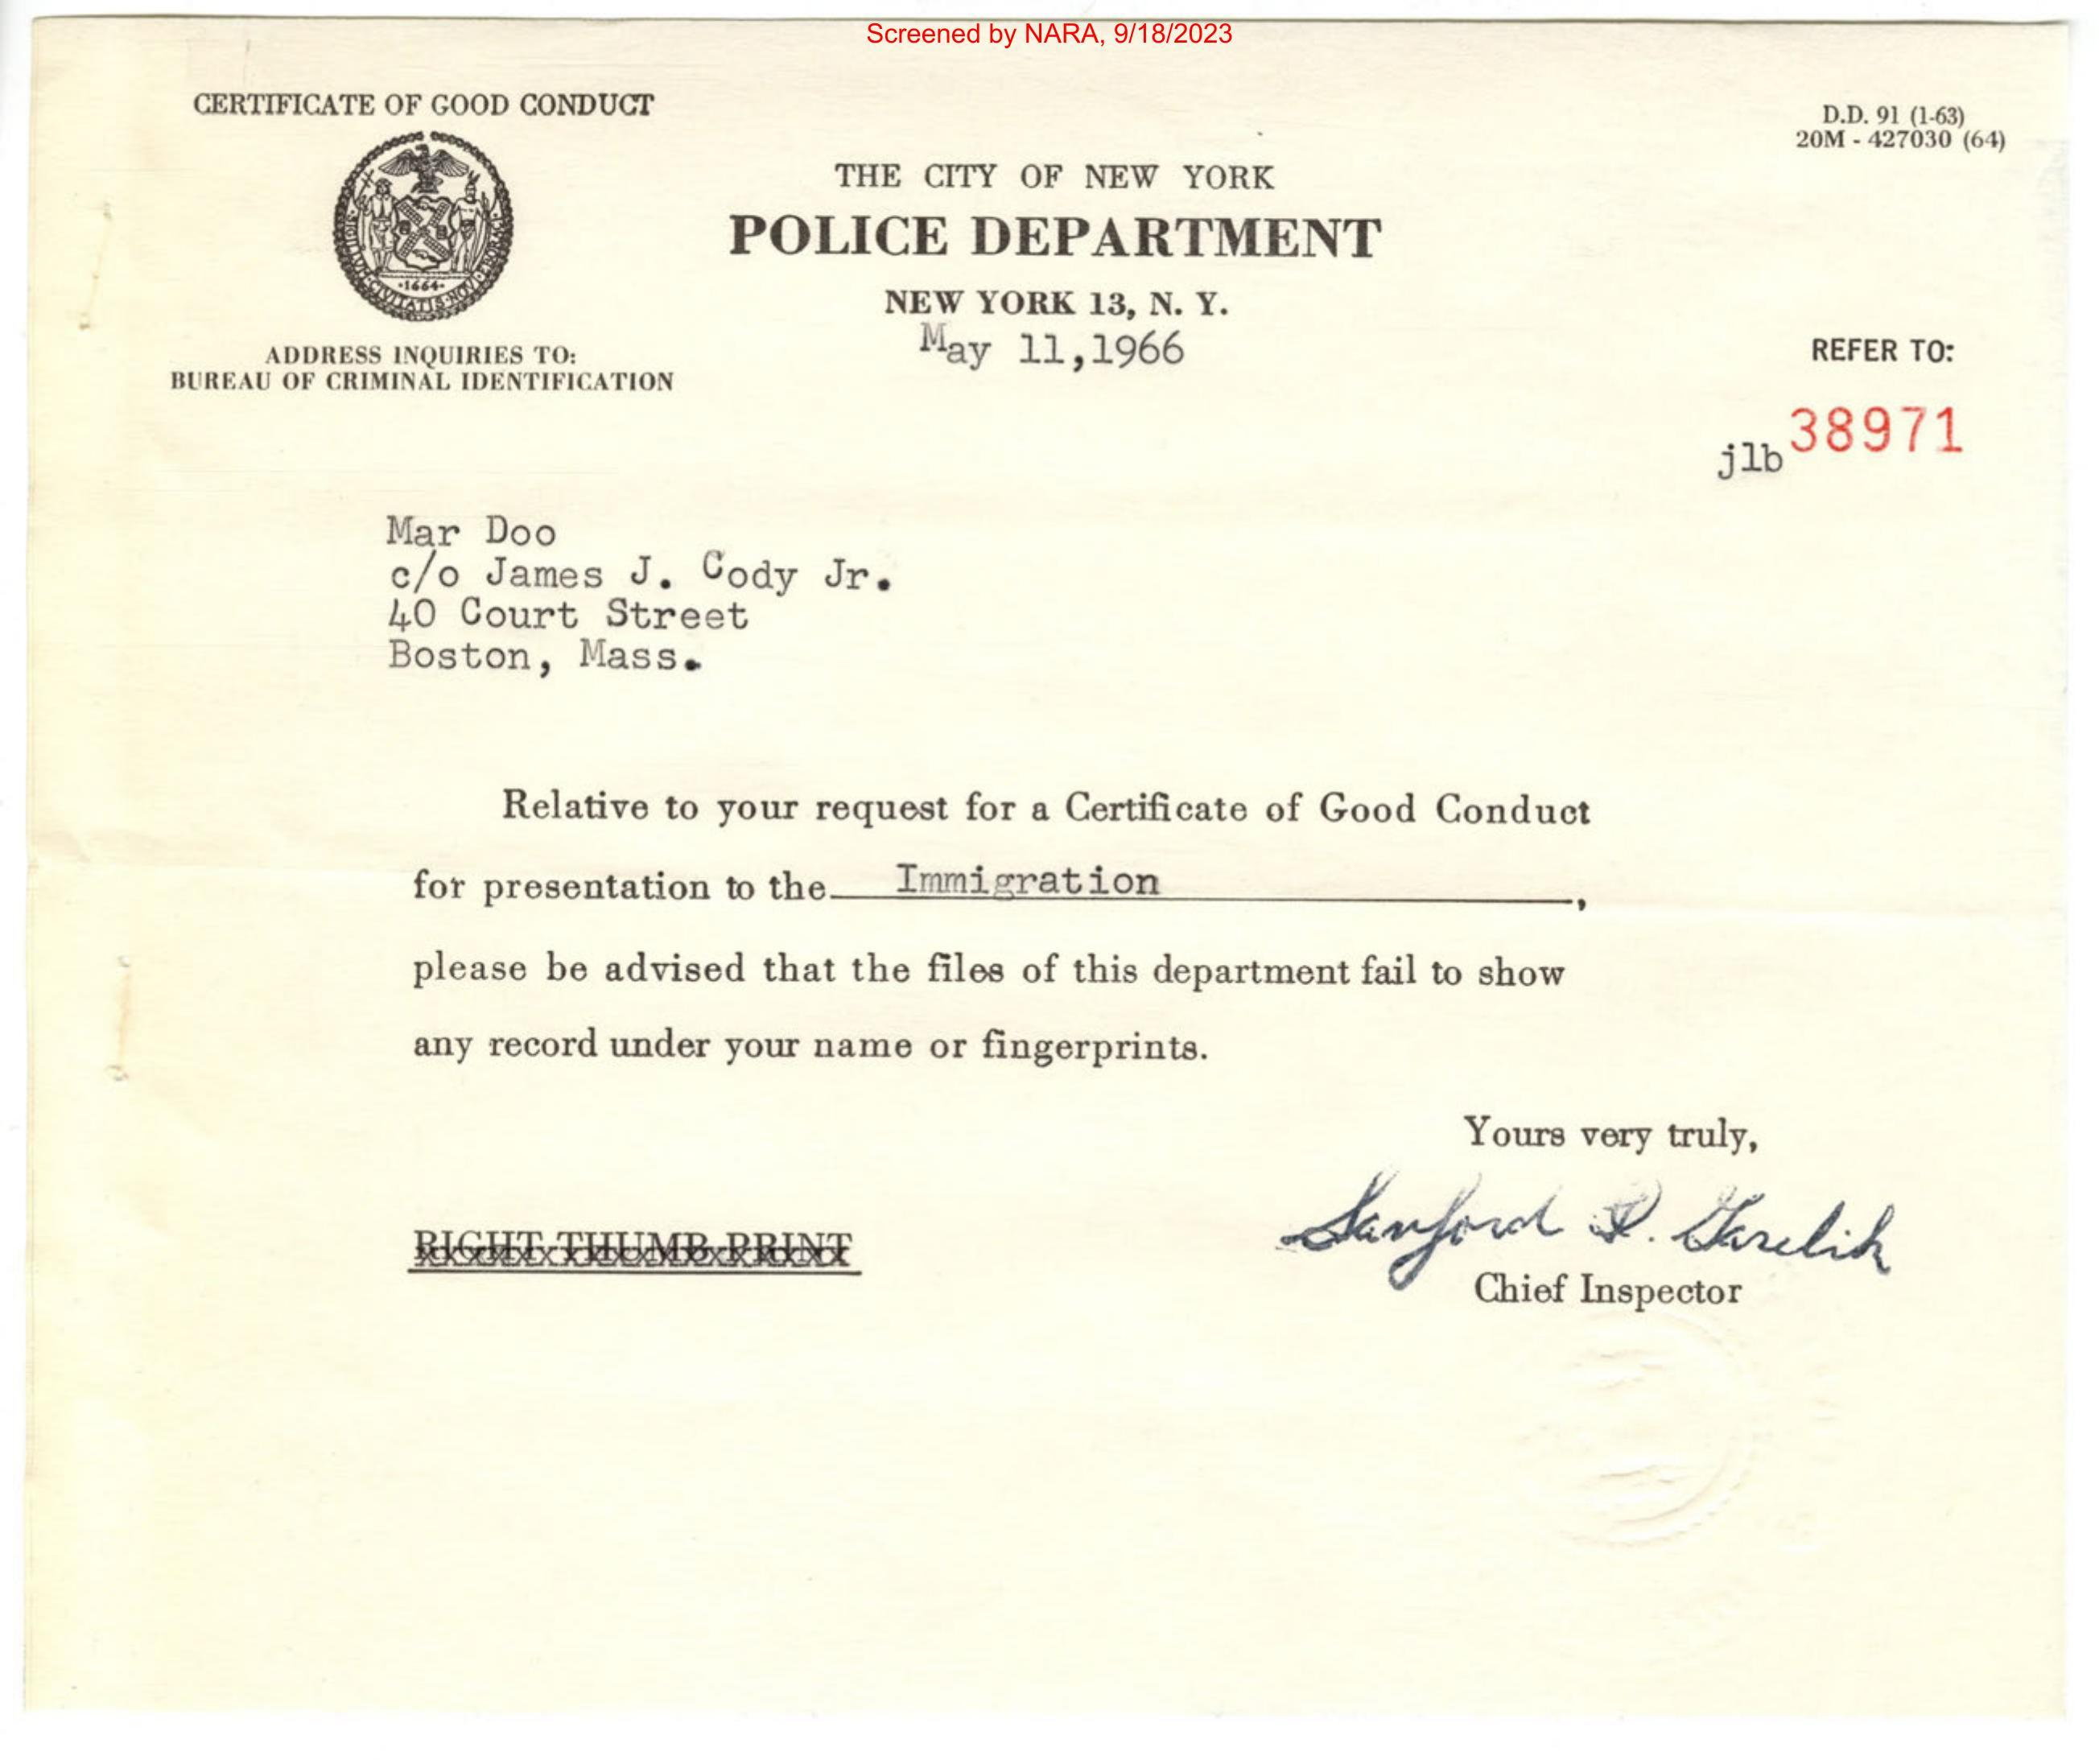 Screened by NARA, 9/18/2023
CERTIFICATE OF GOOD CONDUCT
D.D. 91 (1-63)
20M - 427030 (64)
THE CITY OF NEW YORK
POLICE DEPARTMENT
NEW YORK 13, N. Y.
May 11,1966
SIGILLVM CIVITATIS NOVI EBORACI
1664
ADDRESS INQUIRIES TO:
BUREAU OF CRIMINAL IDENTIFICATION
REFER TO:
jlb 38971
Mar Doo
c/o James J. Cody Jr.
40 Court Street
Boston, Mass.
Relative to your request for a Certificate of Good Conduct
for presentation to the Immigration,
please be advised that the files of this department fail to show
any record under your name or fingerprints.
Yours very truly,
Sanford D. Garelik
Chief Inspector
RIGHT THUMB PRINT